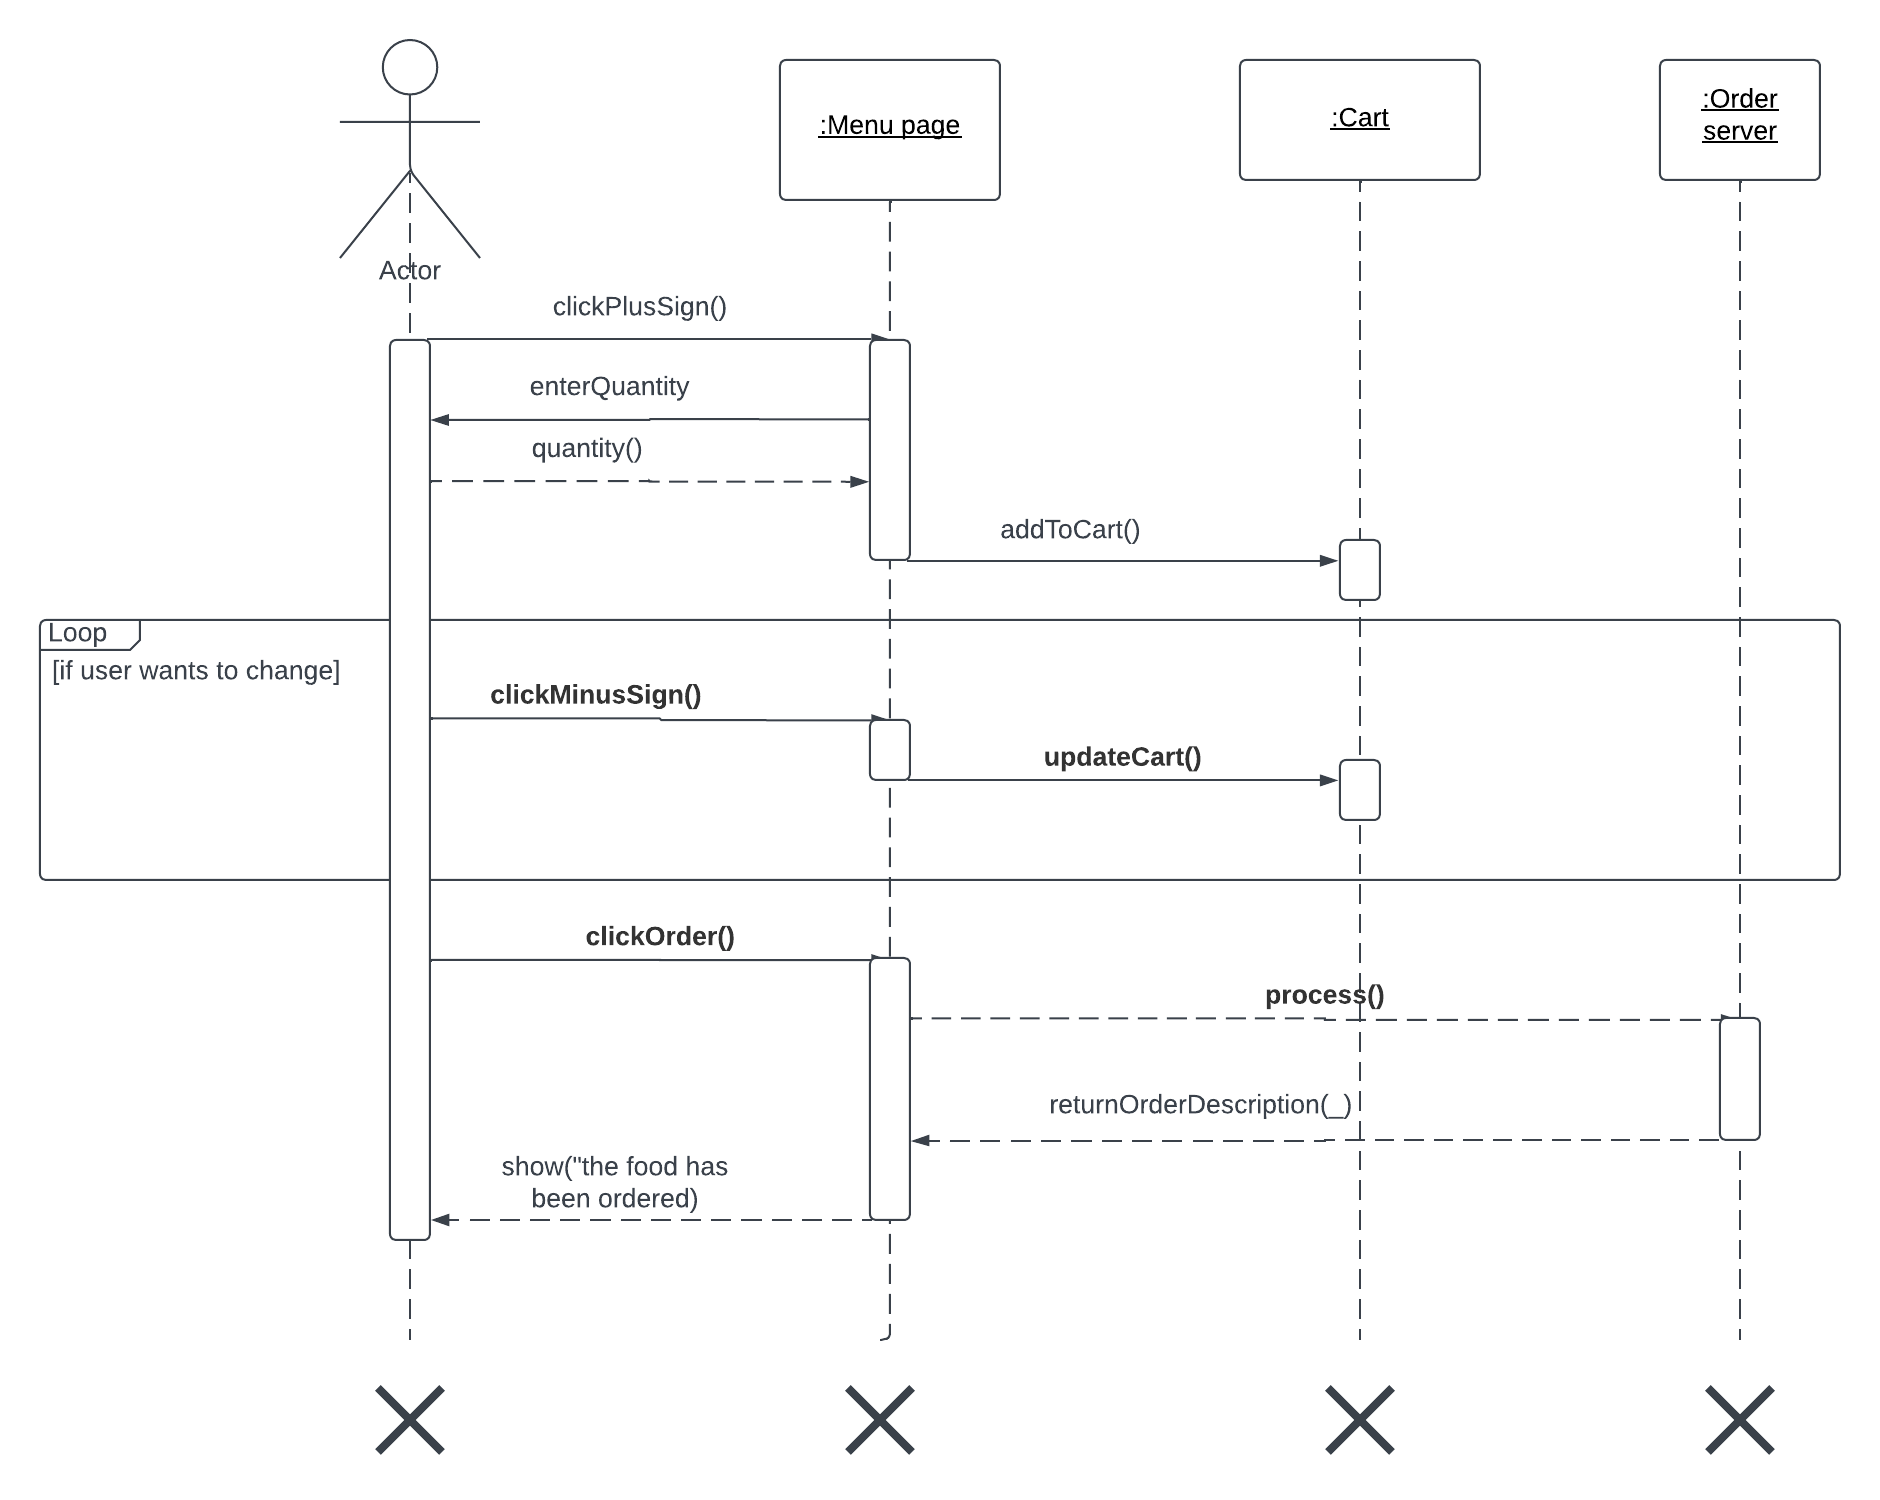 :Menu page
:Cart
:Order
server
Actor
clickPlusSign()
enterQuantity
quantity()
addToCart()
Loop
[if user wants to change]
clickMinusSign()
updateCart()
clickOrder()
process()
returnOrderDescription(_)
show("the food has
been ordered)